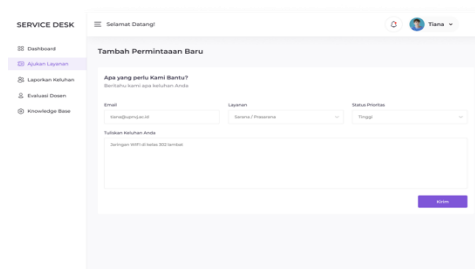 SERVICE DESK
Selamat Datang!
Tiana
Dashboard
Ajukan Layanan
Laporkan Keluhan
Evaluasi Dosen
Knowledge Base
Tambah Permintaaan Baru
Apa yang perlu Kami Bantu?
Beritahu kami apa keluhan Anda
Email
Layanan
Status Prioritas
Sarana / Prasarana
Tinggi
Tuliskan Keluhan Anda
Jaringan WIFI di kelas 303 lambat
Kirim